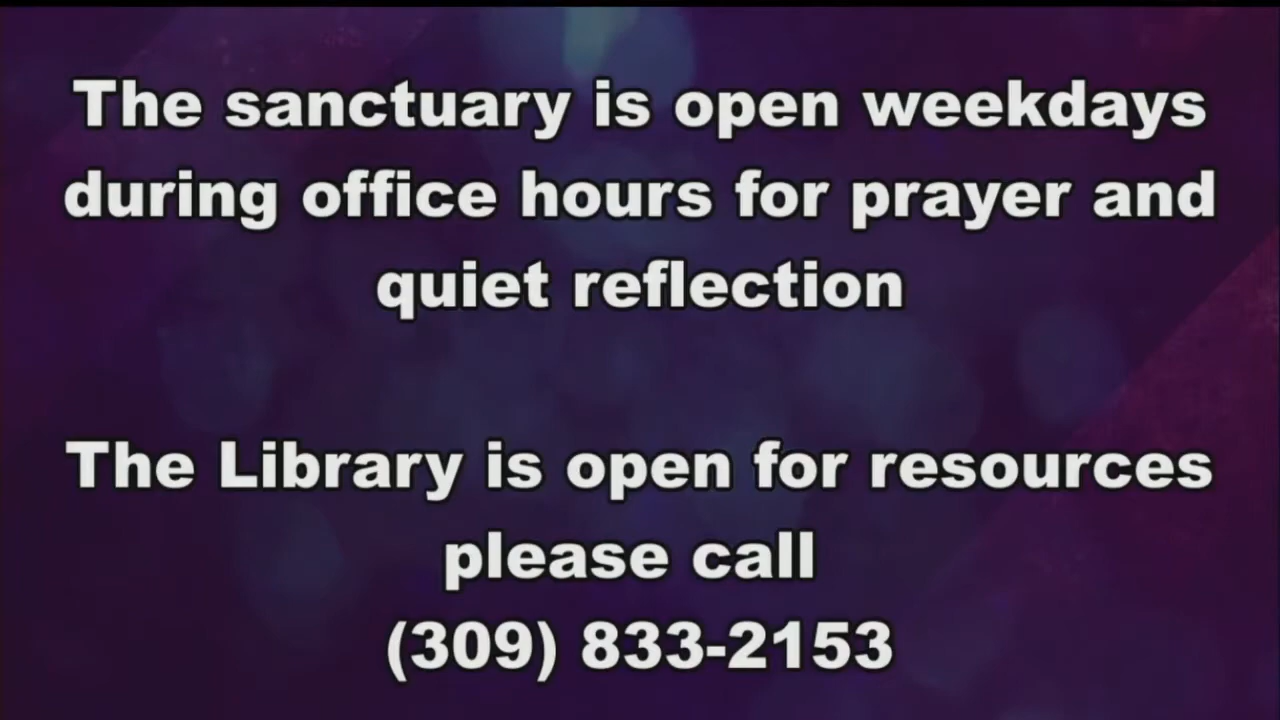 The sanctuary is open weekdays
during office hours for prayer and
quiet reflection
The Library is open for resources
please call
(309) 833-2153